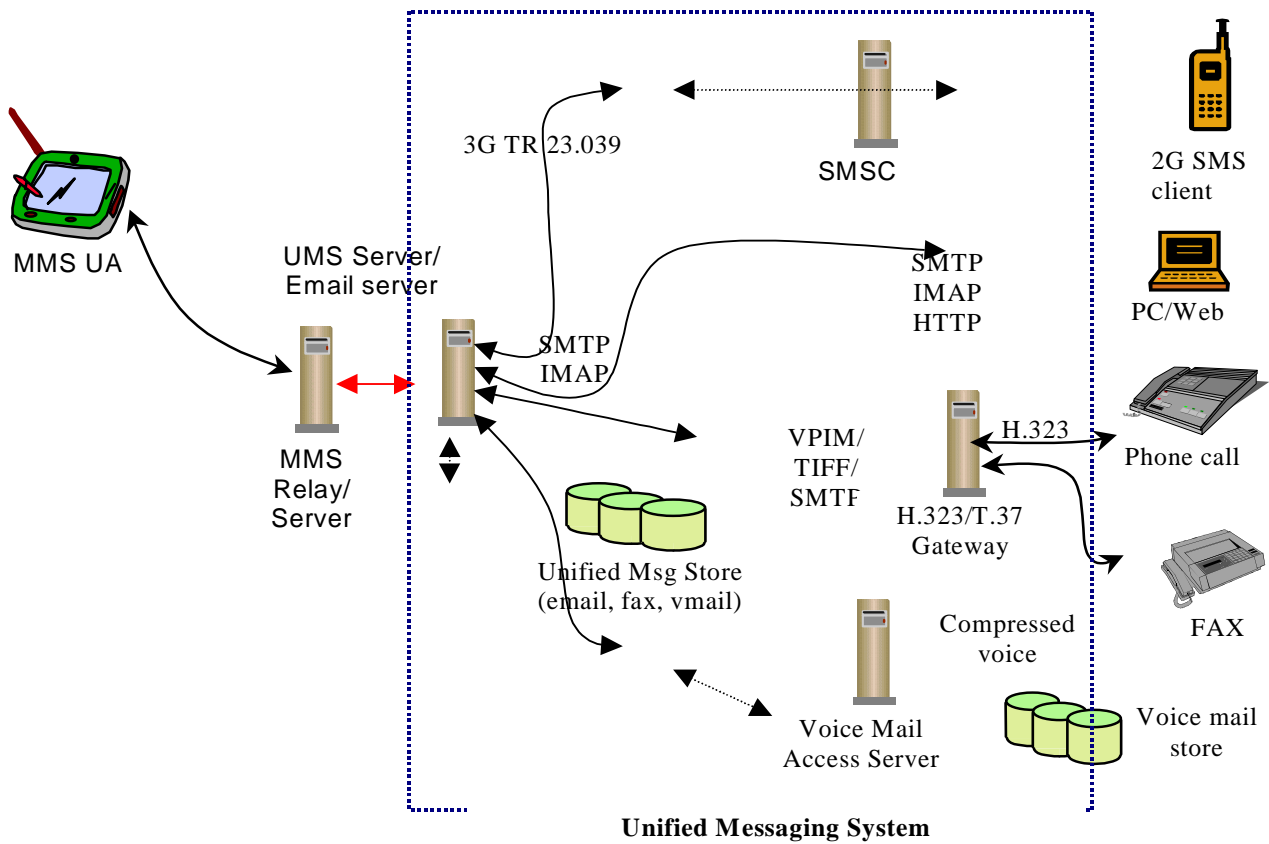 3G TR 23.039
SMSC
2G SMS
client
MMS UA
UMS Server/
Email server
SMTP
IMAP
HTTP
PC/Web
SMTP
IMAP
MMS
Relay/
Server
VPIM/
TIFF/
SMTP
H.323
Phone call
H.323/T.37
Gateway
Unified Msg Store
(email, fax, vmail)
FAX
Compressed
voice
Voice Mail
Access Server
Voice mail
store
Unified Messaging System